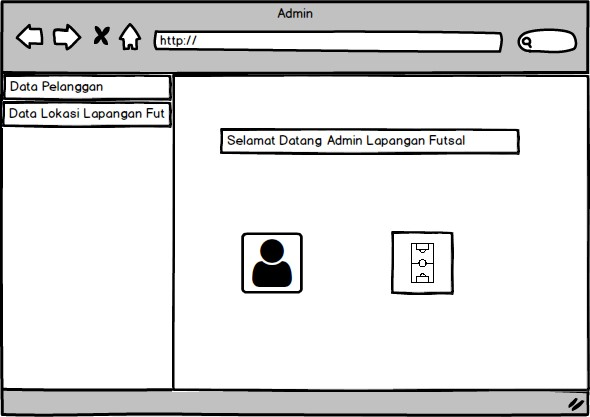 Admin
http://
Data Pelanggan
Data Lokasi Lapangan Fut
Selamat Datang Admin Lapangan Futsal